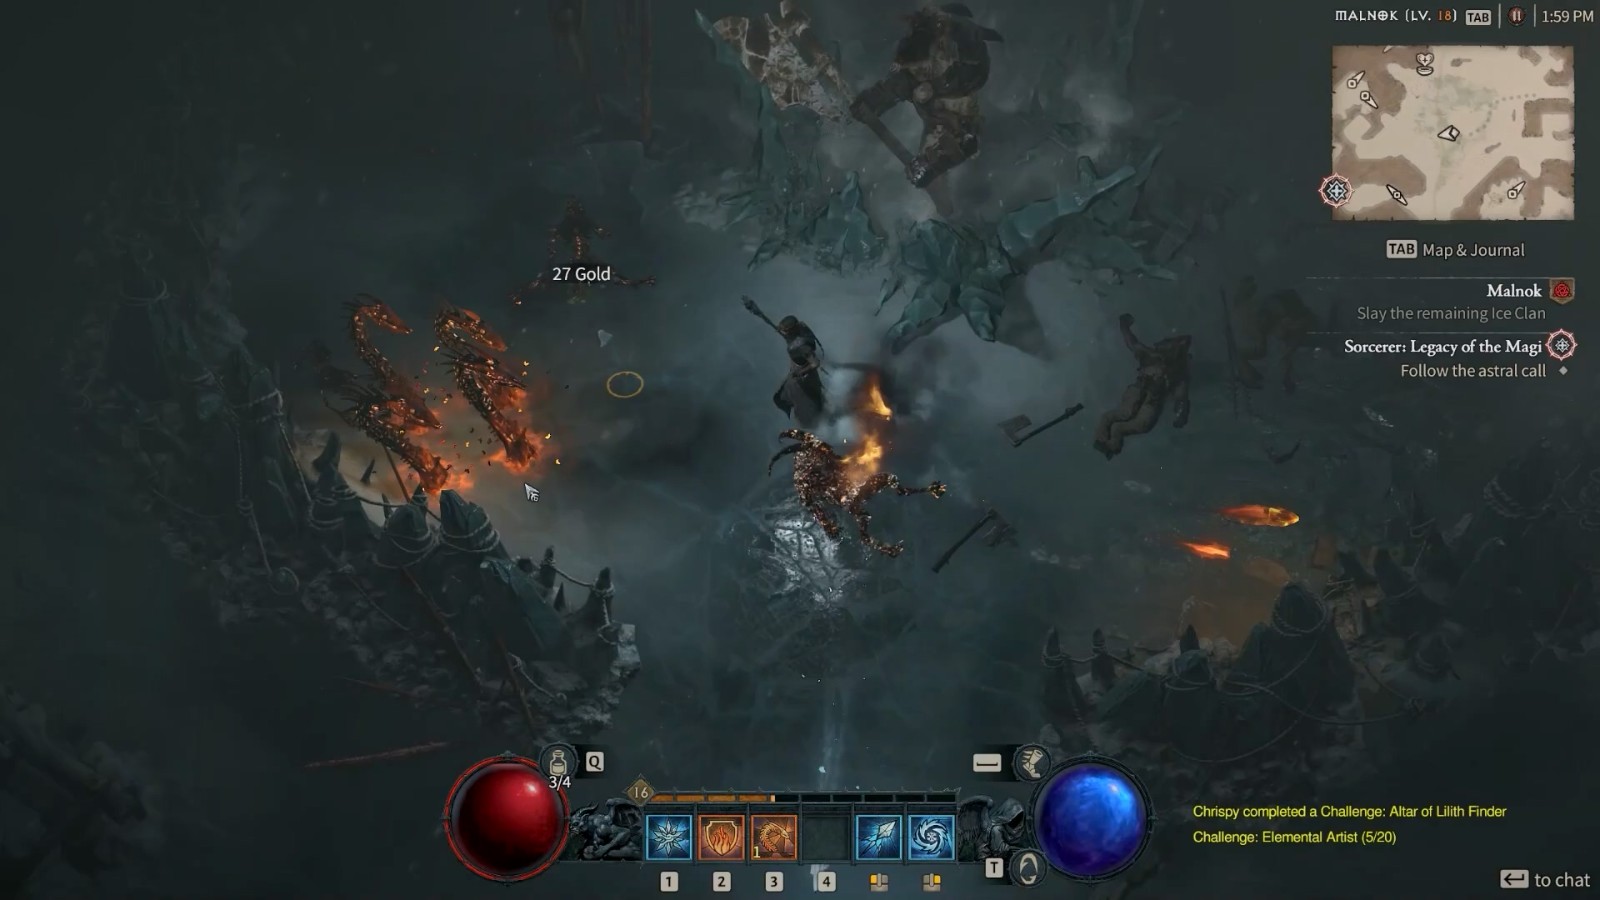 MALNOK (LV. 18) TAB 1:59 PM
TAB Map & Journal
Malnok
Slay the remaining Ice Clan
Sorcerer: Legacy of the Magi
Follow the astral call
27 Gold
Q
3/4
16
1
1 2 3 4
T
Chrispy completed a Challenge: Altar of Lilith Finder
Challenge: Elemental Artist (5/20)
to chat